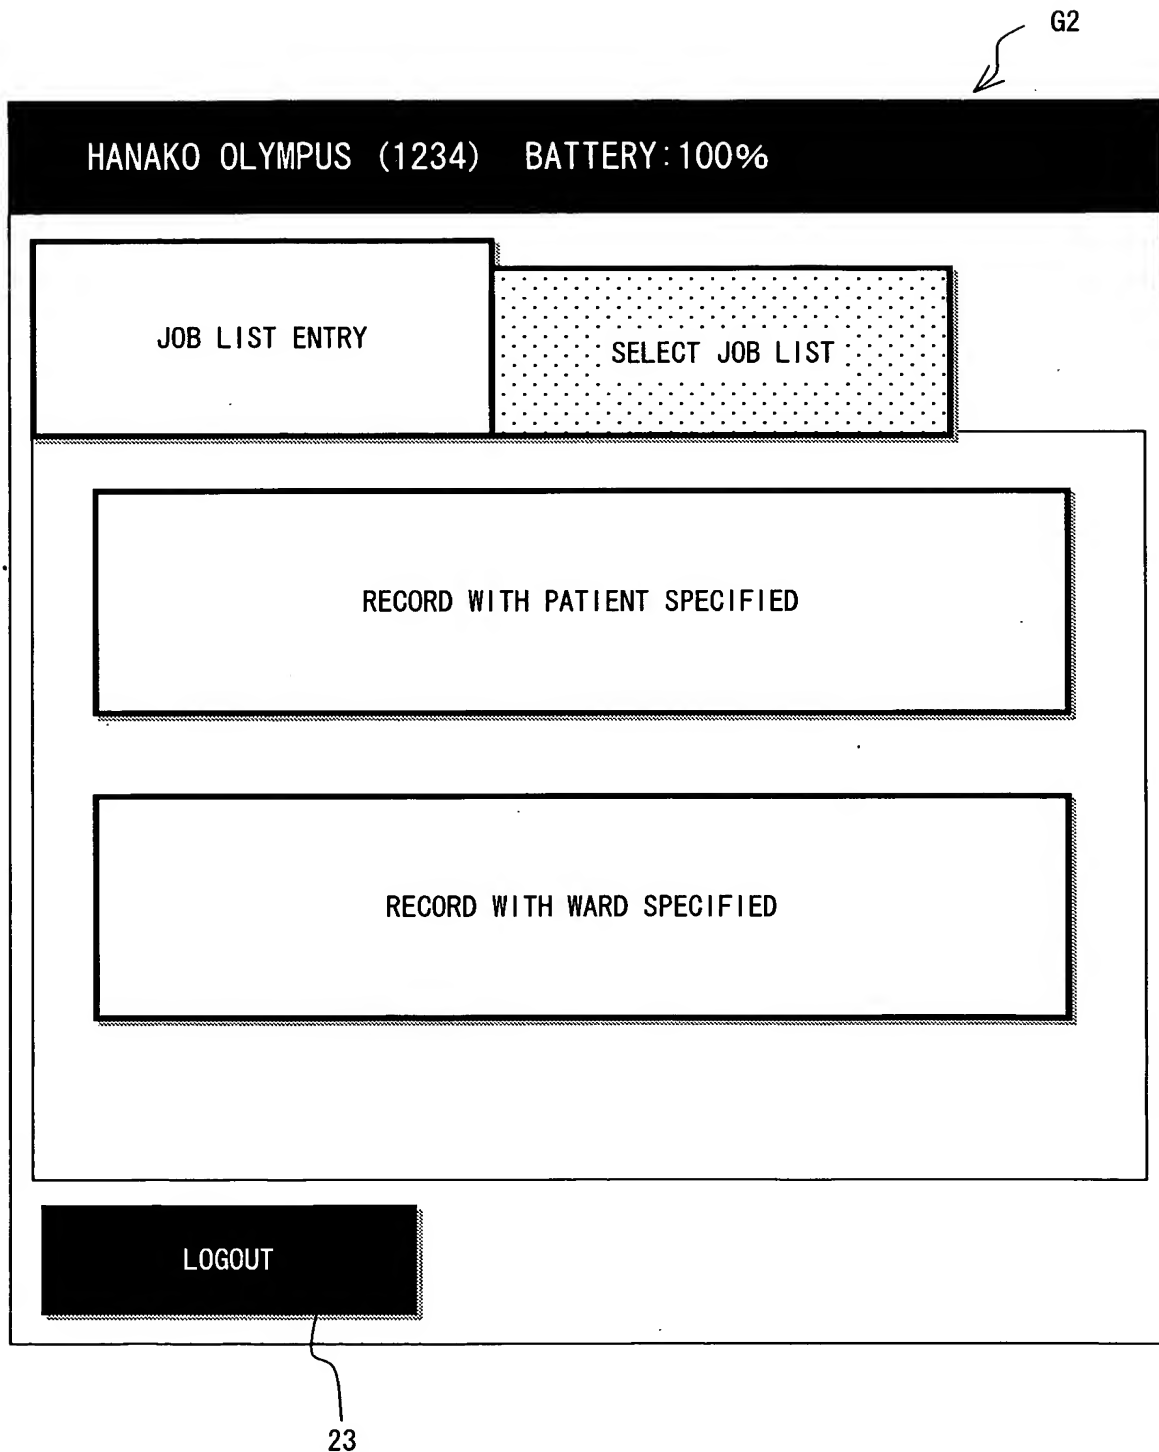 G2
HANAKO OLYMPUS (1234) BATTERY:100%
JOB LIST ENTRY
SELECT JOB LIST
RECORD WITH PATIENT SPECIFIED
RECORD WITH WARD SPECIFIED
LOGOUT
23